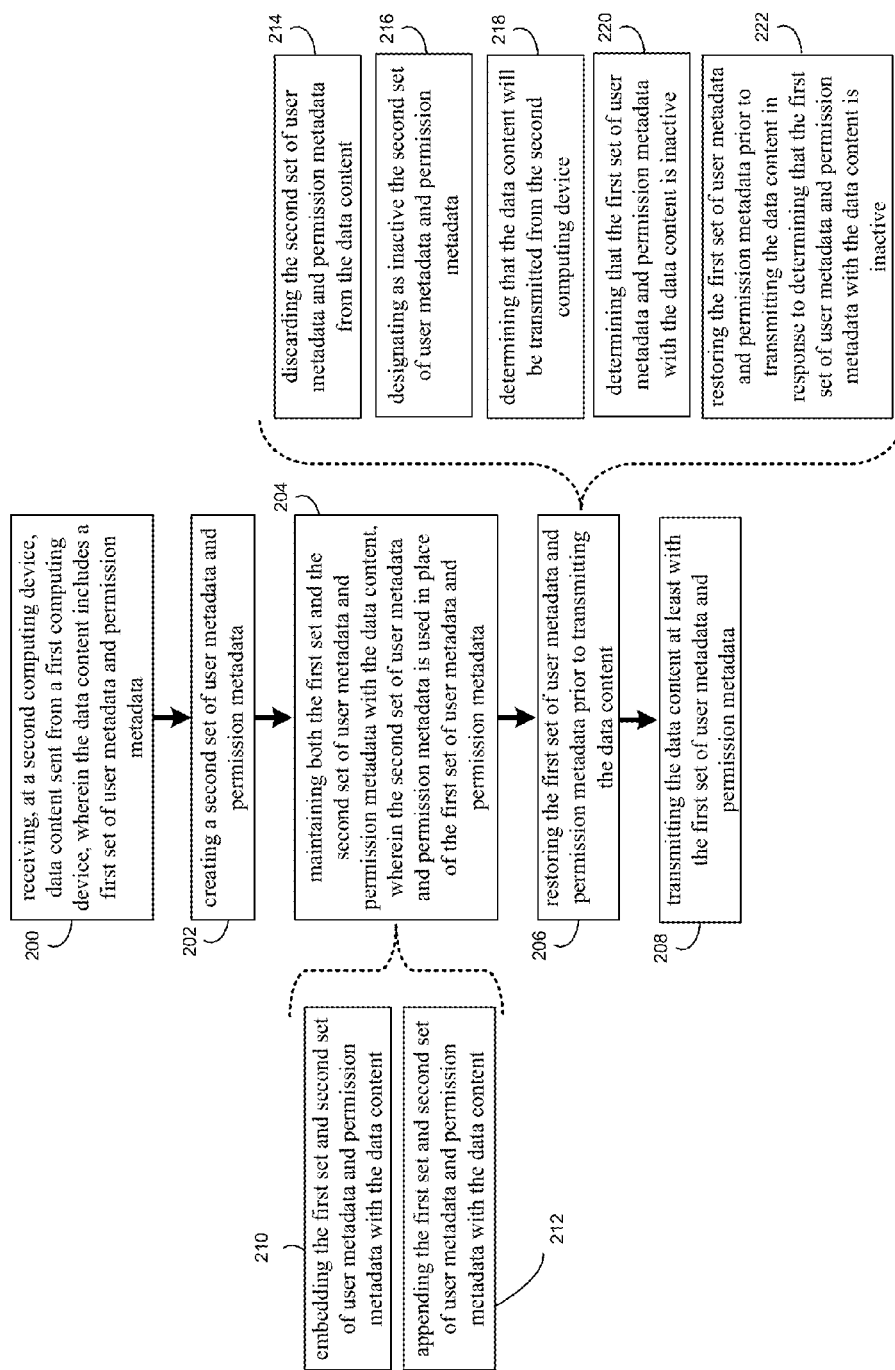 200
receiving, at a second computing device,
data content sent from a first computing
device, wherein the data content includes a
first set of user metadata and permission
metadata
202
creating a second set of user metadata and
permission metadata
204
maintaining both the first set and the
second set of user metadata and
permission metadata with the data content,
wherein the second set of user metadata
and permission metadata is used in place
of the first set of user metadata and
permission metadata
206
restoring the first set of user metadata and
permission metadata prior to transmitting
the data content
208
transmitting the data content at least with
the first set of user metadata and
permission metadata
210
embedding the first set and second set
of user metadata and permission
metadata with the data content
212
appending the first set and second set
of user metadata and permission
metadata with the data content
214
discarding the second set of user
metadata and permission metadata
from the data content
216
designating as inactive the second set
of user metadata and permission
metadata
218
determining that the data content will
be transmitted from the second
computing device
220
determining that the first set of user
metadata and permission metadata
with the data content is inactive
222
restoring the first set of user metadata
and permission metadata prior to
transmitting the data content in
response to determining that the first
set of user metadata and permission
metadata with the data content is
inactive